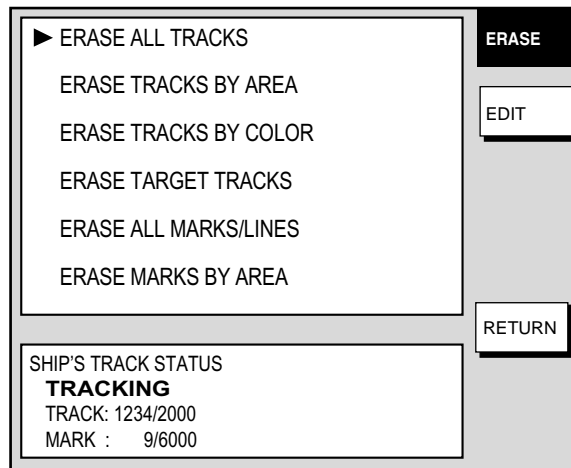 ▶ ERASE ALL TRACKS
ERASE TRACKS BY AREA
ERASE TRACKS BY COLOR
ERASE TARGET TRACKS
ERASE ALL MARKS/LINES
ERASE MARKS BY AREA
ERASE
EDIT
RETURN
SHIP'S TRACK STATUS
TRACKING
TRACK: 1234/2000
MARK : 9/6000